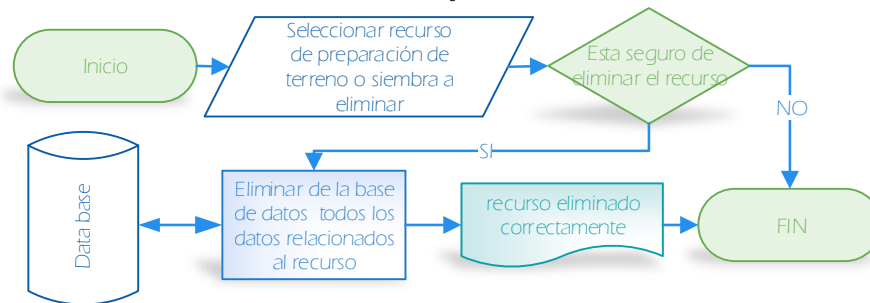 Inicio
Seleccionar recurso
de preparación de
terreno o siembra a
eliminar
Esta seguro de
eliminar el recurso
NO
SI
Data base
Eliminar de la base
de datos todos los
datos relacionados
al recurso
recurso eliminado
correctamente
FIN